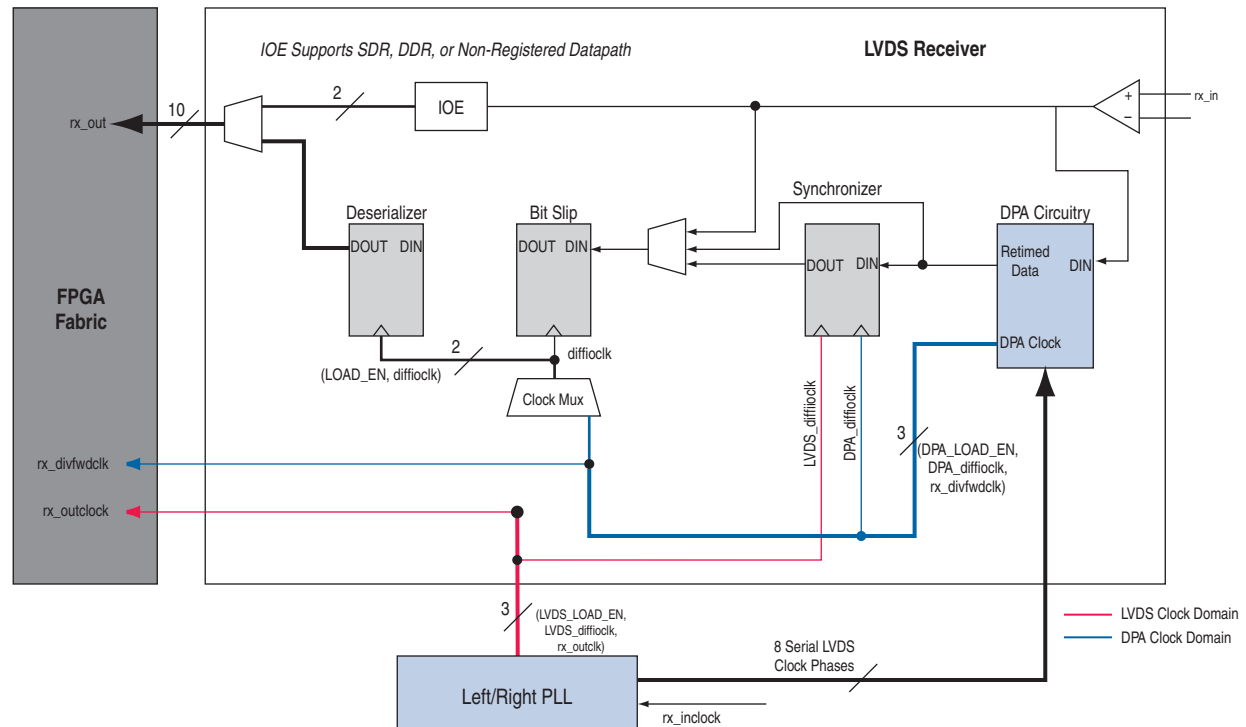 IOE Supports SDR, DDR, or Non-Registered Datapath
LVDS Receiver
2
IOE
+
–
rx_in
10
rx_out
Synchronizer
Deserializer
Bit Slip
DPA Circuitry
DOUT DIN
DOUT DIN
DOUT DIN
Retimed
Data
DIN
FPGA
Fabric
DPA Clock
2
diffioclk
(LOAD_EN, diffioclk)
Clock Mux
LVDS_diffiioclk
DPA_diffioclk
3
(DPA_LOAD_EN,
DPA_diffioclk,
rx_divfwdclk)
rx_divfwdclk
rx_outclock
3
(LVDS_LOAD_EN,
LVDS_diffioclk,
rx_outclk)
LVDS Clock Domain
DPA Clock Domain
8 Serial LVDS
Clock Phases
Left/Right PLL
rx_inclock